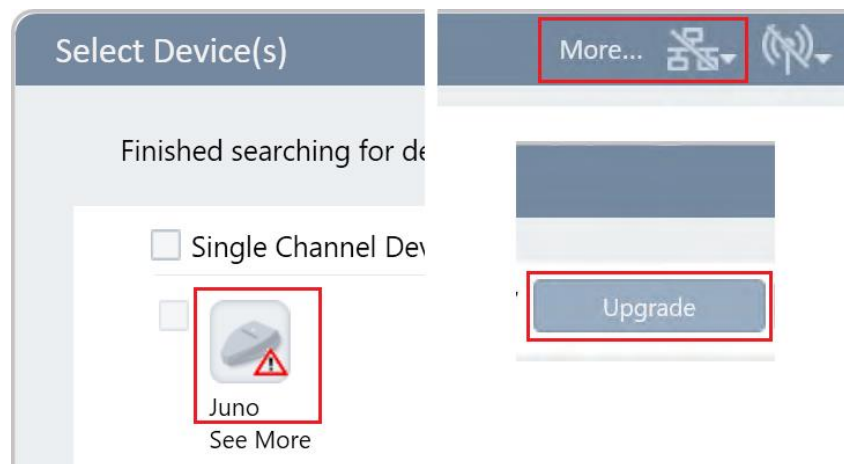 Select Device(s)
More...
Finished searching for de
Single Channel Dev
Upgrade
Juno
See More